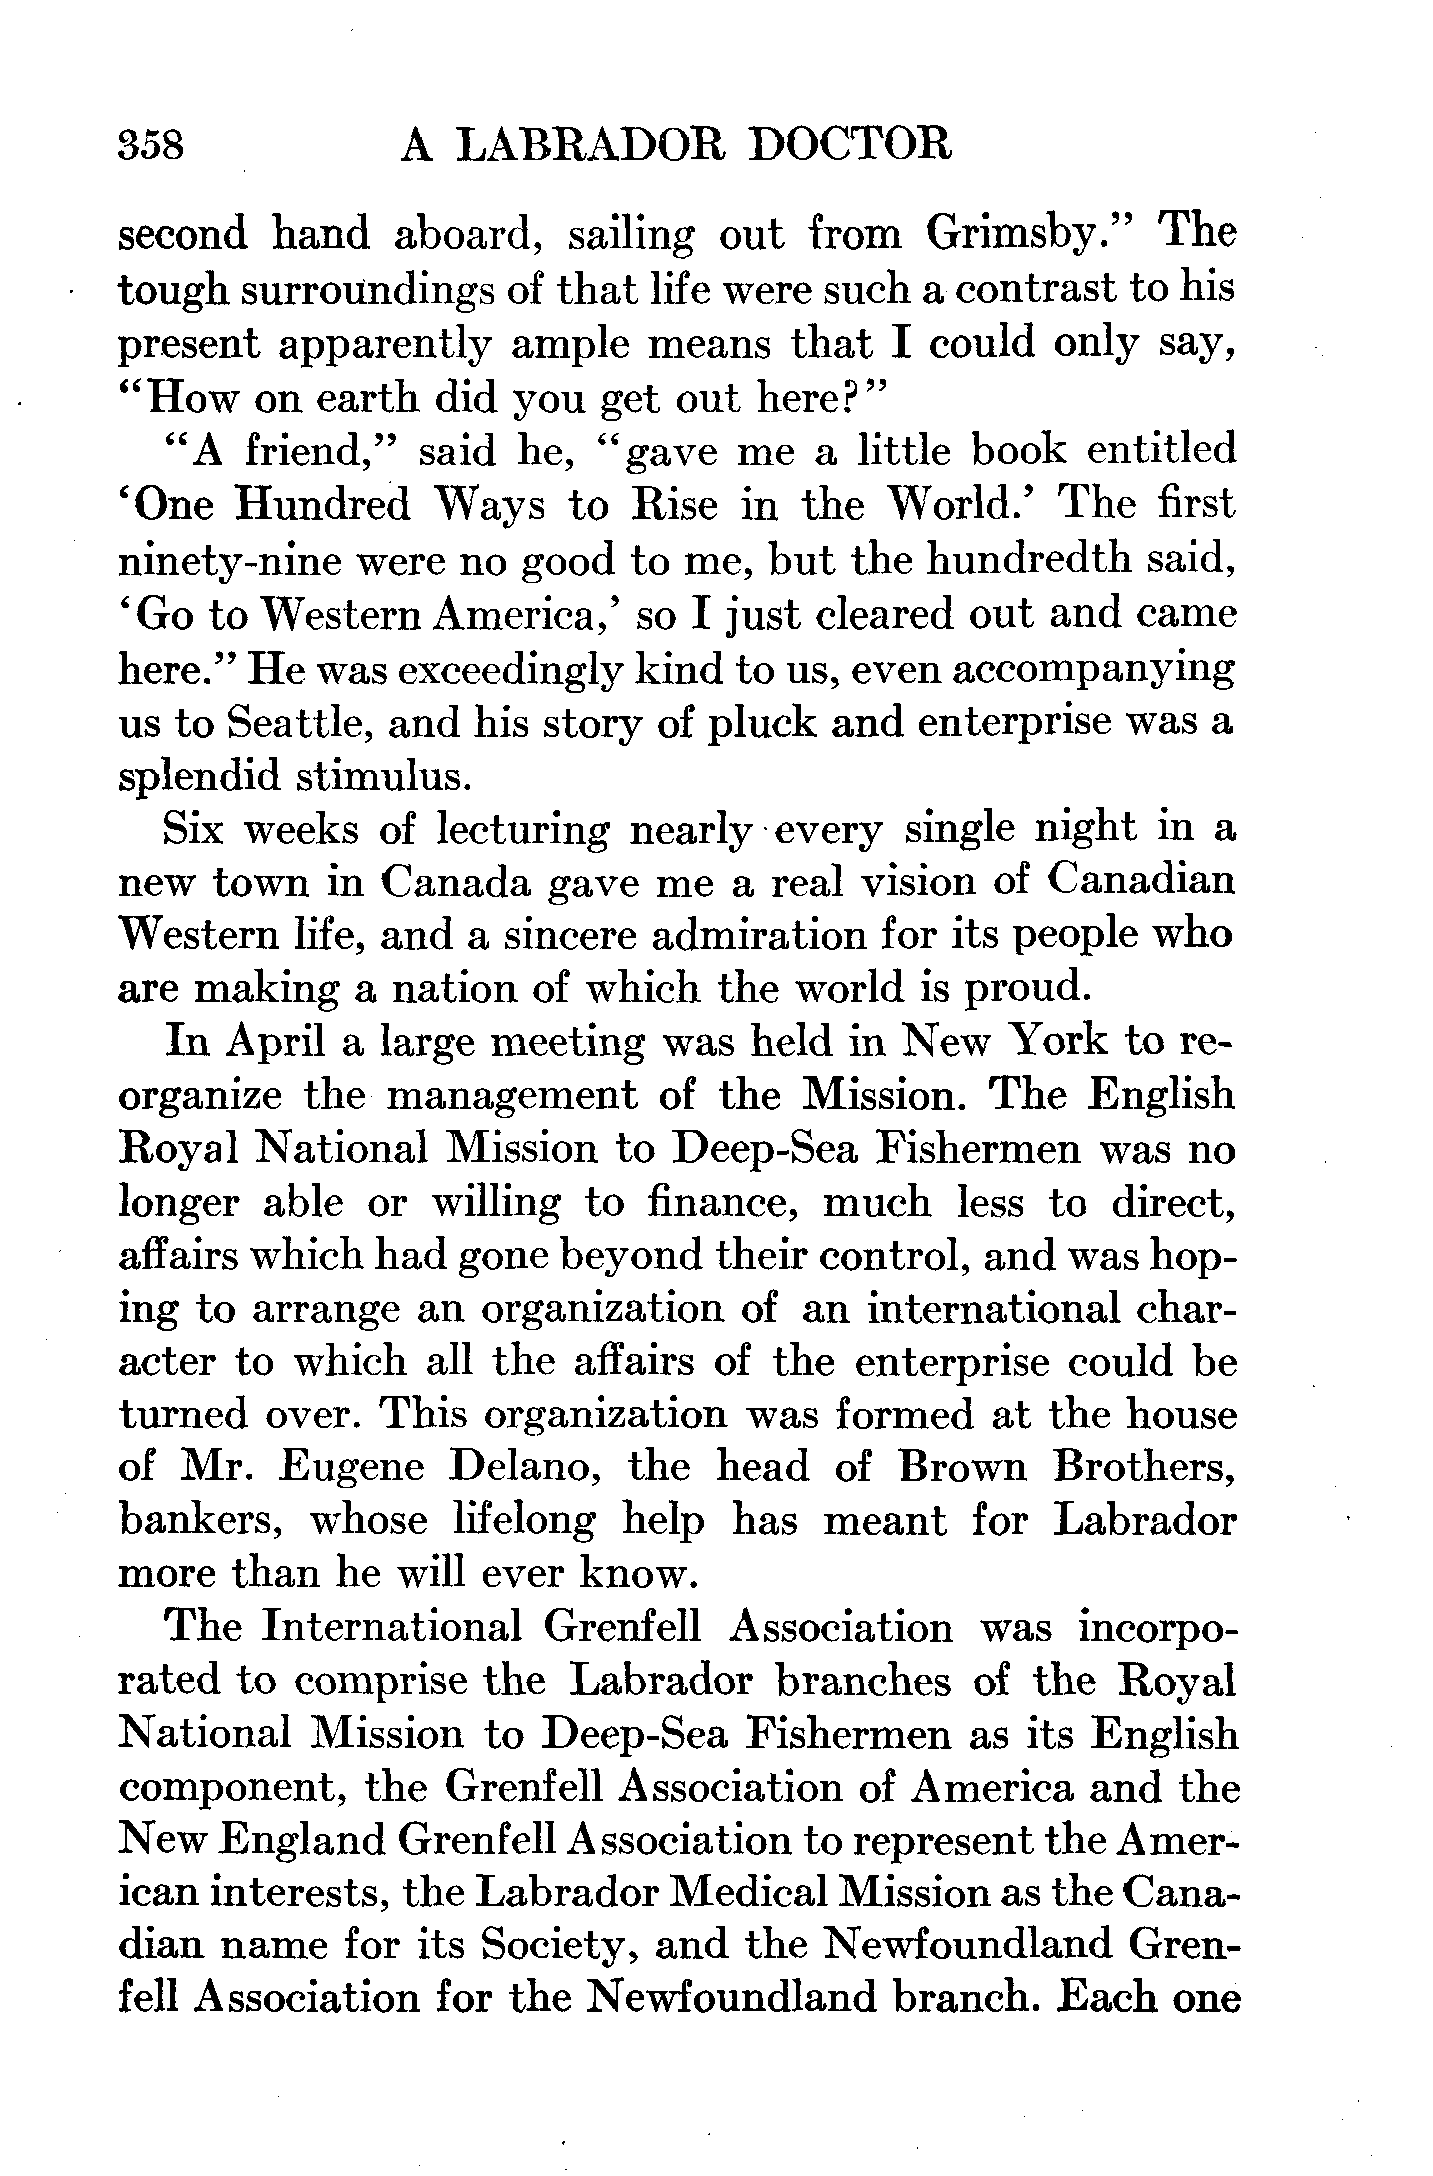 358 A LABRADOR DOCTOR
second hand aboard, sailing out from Grimsby.” The
tough surroundings of that life were such a contrast to his
present apparently ample means that I could only say,
“How on earth did you get out here?”
“A friend,” said he, “gave me a little book entitled
‘One Hundred Ways to Rise in the World.’ The first
ninety-nine were no good to me, but the hundredth said,
‘Go to Western America,’ so I just cleared out and came
here.” He was exceedingly kind to us, even accompanying
us to Seattle, and his story of pluck and enterprise was a
splendid stimulus.
Six weeks of lecturing nearly every single night in a
new town in Canada gave me a real vision of Canadian
Western life, and a sincere admiration for its people who
are making a nation of which the world is proud.
In April a large meeting was held in New York to re-
organize the management of the Mission. The English
Royal National Mission to Deep-Sea Fishermen was no
longer able or willing to finance, much less to direct,
affairs which had gone beyond their control, and was hop-
ing to arrange an organization of an international char-
acter to which all the affairs of the enterprise could be
turned over. This organization was formed at the house
of Mr. Eugene Delano, the head of Brown Brothers,
bankers, whose lifelong help has meant for Labrador
more than he will ever know.
The International Grenfell Association was incorpo-
rated to comprise the Labrador branches of the Royal
National Mission to Deep-Sea Fishermen as its English
component, the Grenfell Association of America and the
New England Grenfell Association to represent the Amer-
ican interests, the Labrador Medical Mission as the Cana-
dian name for its Society, and the Newfoundland Gren-
fell Association for the Newfoundland branch. Each one